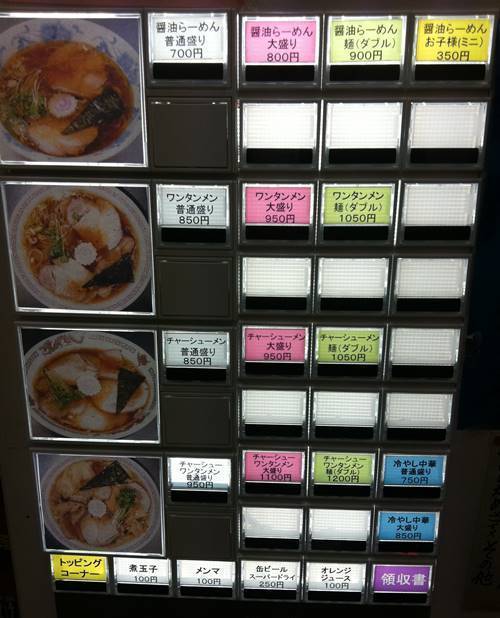 醤油らーめん
普通盛り
700円
醤油らーめん
大盛り
800円
醤油らーめん
麺(ダブル)
900円
醤油らーめん
お子様(ミニ)
350円
ワンタンメン
普通盛り
850円
ワンタンメン
大盛り
950円
ワンタンメン
麺(ダブル)
1050円
チャーシューメン
普通盛り
850円
チャーシューメン
大盛り
950円
チャーシューメン
麺(ダブル)
1050円
チャーシュー
ワンタンメン
普通盛り
950円
チャーシュー
ワンタンメン
大盛り
1100円
チャーシュー
ワンタンメン
麺(ダブル)
1200円
冷やし中華
普通盛り
750円
冷やし中華
大盛り
850円
トッピング
コーナー
煮玉子
100円
メンマ
100円
缶ビール
スーパードライ
250円
オレンジ
ジュース
100円
領収書